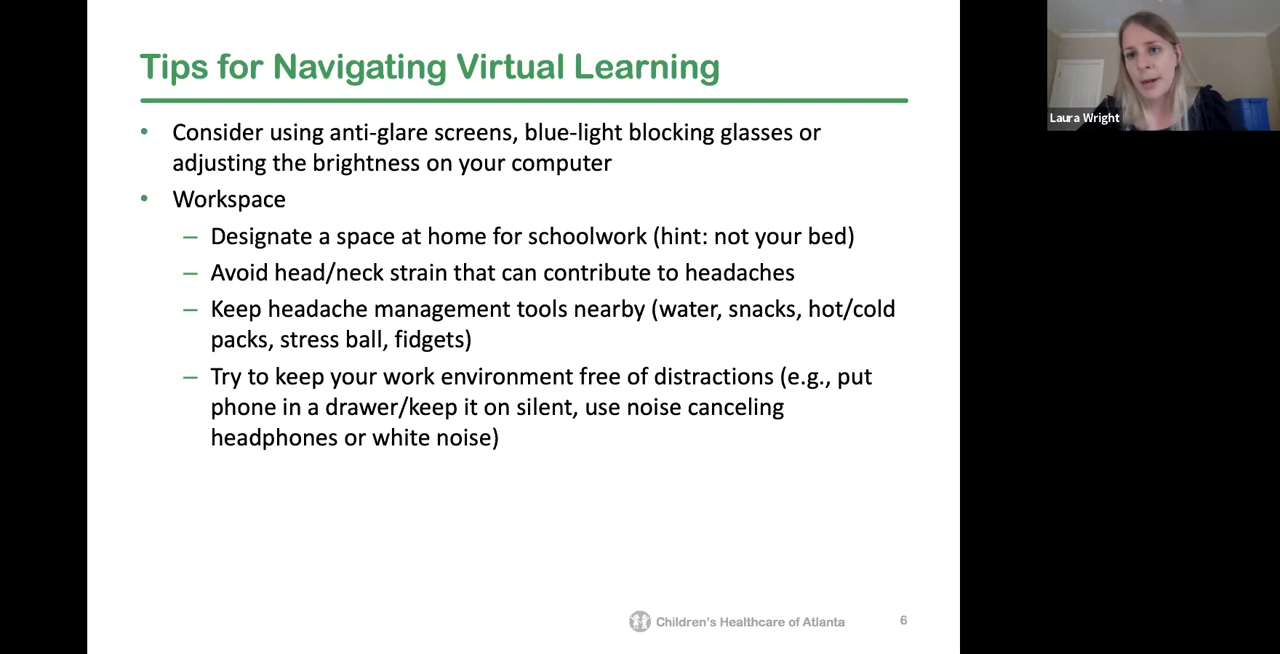 Tips for Navigating Virtual Learning
• Consider using anti-glare screens, blue-light blocking glasses or
adjusting the brightness on your computer
• Workspace
– Designate a space at home for schoolwork (hint: not your bed)
– Avoid head/neck strain that can contribute to headaches
– Keep headache management tools nearby (water, snacks, hot/cold
packs, stress ball, fidgets)
– Try to keep your work environment free of distractions (e.g., put
phone in a drawer/keep it on silent, use noise canceling
headphones or white noise)
Children's Healthcare of Atlanta
6
Laura Wright